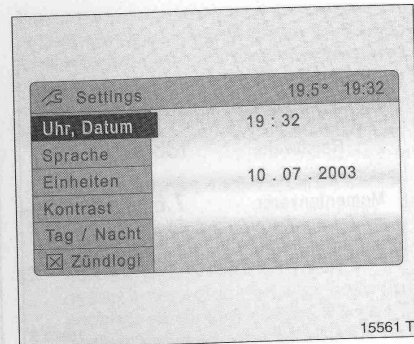 Settings 19,5° 19:32
Uhr, Datum 19 : 32
Sprache
Einheiten 10 . 07 . 2003
Kontrast
Tag / Nacht
Zündlogi
15561 T